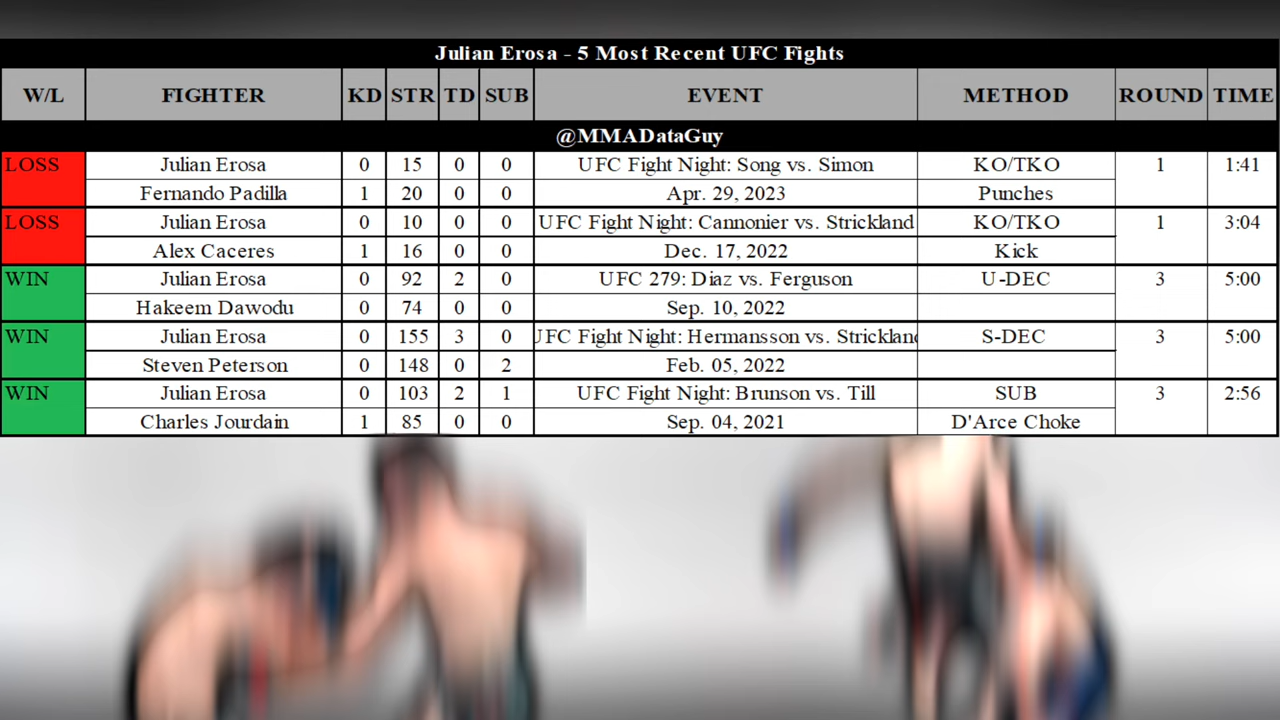 Julian Erosa - 5 Most Recent UFC Fights
W/L FIGHTER KD STR TD SUB EVENT METHOD ROUND TIME
@MMADataGuy
LOSS Julian Erosa 0 15 0 0 UFC Fight Night: Song vs. Simon KO/TKO 1 1:41
Fernando Padilla 1 20 0 0 Apr. 29, 2023 Punches
LOSS Julian Erosa 0 10 0 0 UFC Fight Night: Cannonier vs. Strickland KO/TKO 1 3:04
Alex Caceres 1 16 0 0 Dec. 17, 2022 Kick
WIN Julian Erosa 0 92 2 0 UFC 279: Diaz vs. Ferguson U-DEC 3 5:00
Hakeem Dawodu 0 74 0 0 Sep. 10, 2022
WIN Julian Erosa 0 155 3 0 UFC Fight Night: Hermansson vs. Strickland S-DEC 3 5:00
Steven Peterson 0 148 0 2 Feb. 05, 2022
WIN Julian Erosa 0 103 2 1 UFC Fight Night: Brunson vs. Till SUB 3 2:56
Charles Jourdain 1 85 0 0 Sep. 04, 2021 D'Arce Choke